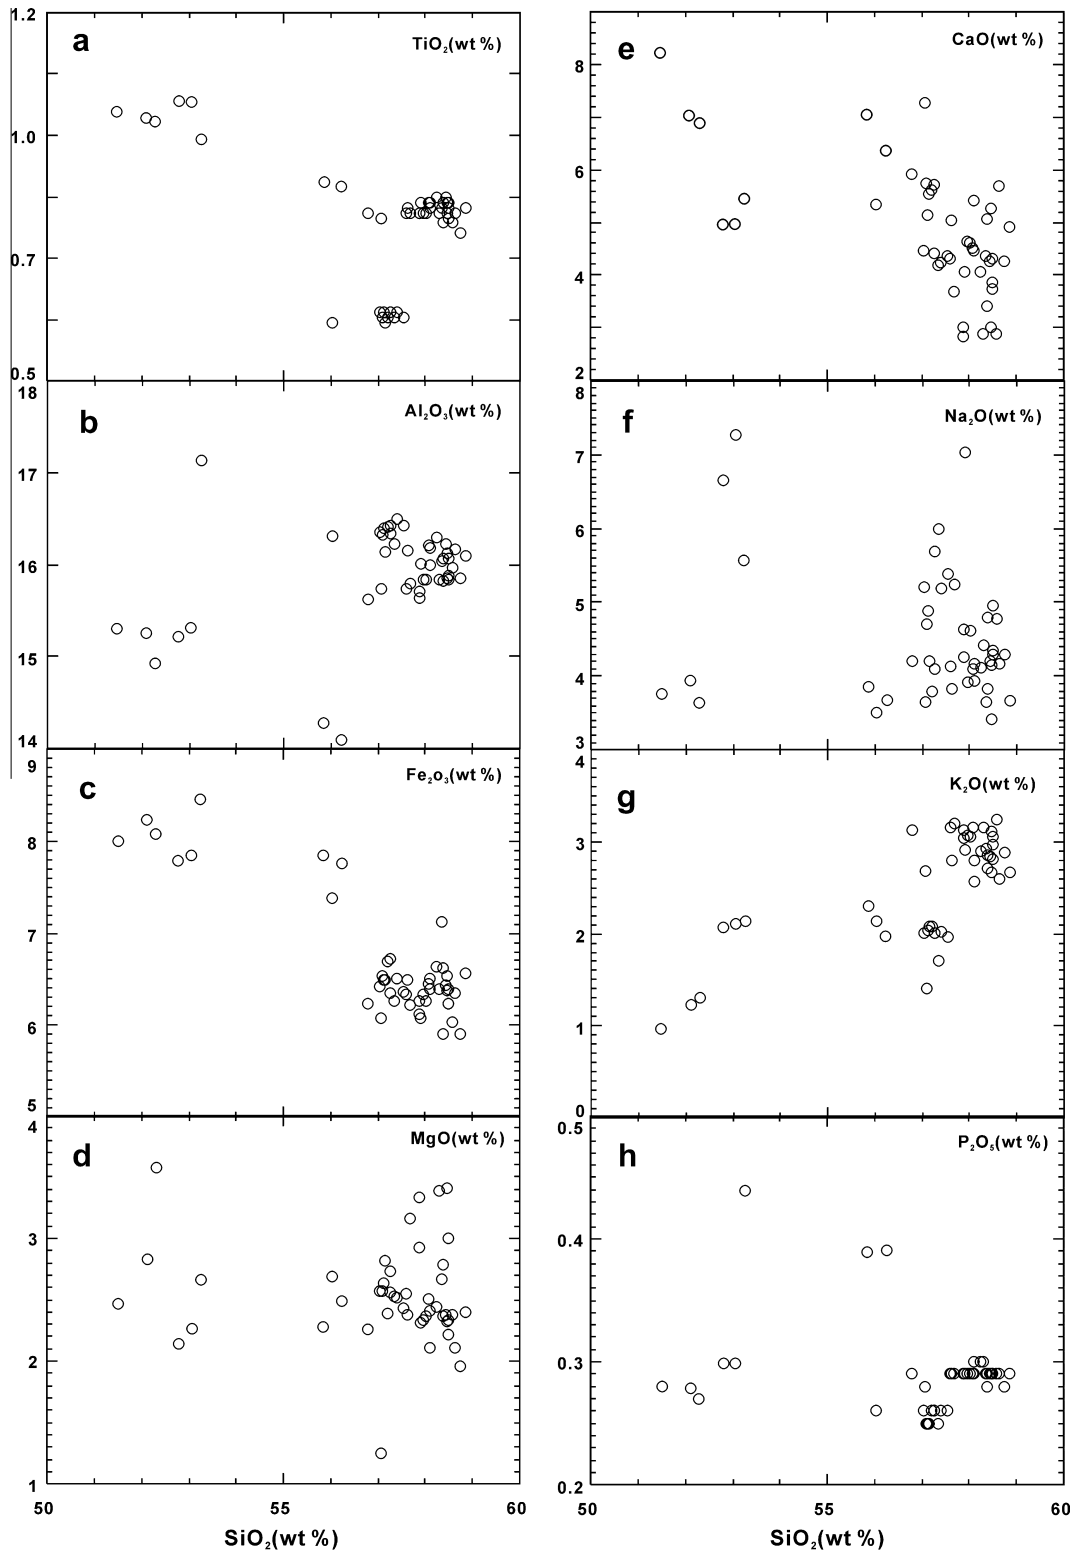 a
TiO₂(wt %)
1.2
1.0
0.7
0.5
b
Al₂O₃(wt %)
18
17
16
15
14
c
Fe₂o₃(wt %)
9
8
7
6
5
d
MgO(wt %)
4
3
2
1
50
55
60
SiO₂(wt %)
e
CaO(wt %)
8
6
4
2
f
Na₂O(wt %)
8
7
6
5
4
3
g
K₂O(wt %)
4
3
2
1
0
h
P₂O₅(wt %)
0.5
0.4
0.3
0.2
50
55
60
SiO₂(wt %)